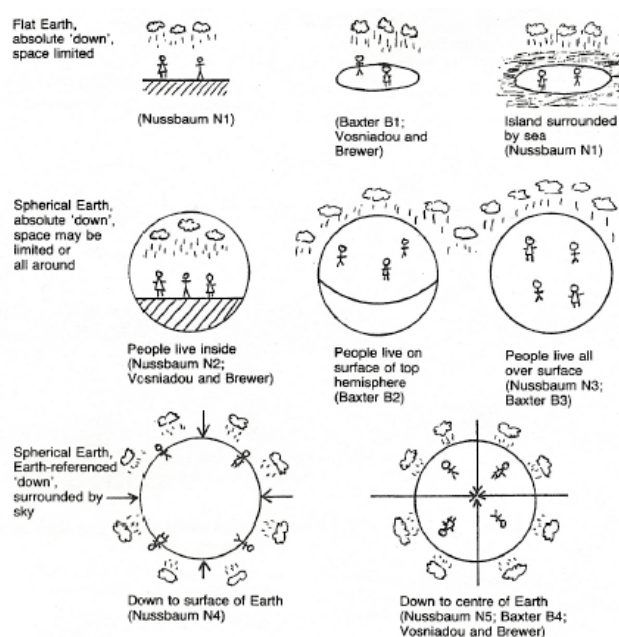 Flat Earth,
absolute 'down',
space limited
(Nussbaum N1)
(Baxter B1;
Vosniadou and
Brewer)
Island surrounded
by sea
(Nussbaum N1)
Spherical Earth,
absolute 'down',
space may be
limited or
all around
People live inside
(Nussbaum N2;
Vosniadou and Brewer)
People live on
surface of top
hemisphere
(Baxter B2)
People live all
over surface
(Nussbaum N3;
Baxter B3)
Spherical Earth,
Earth-referenced
'down',
surrounded by
sky
Down to surface of Earth
(Nussbaum N4)
Down to centre of Earth
(Nussbaum N5; Baxter B4;
Vosniadou and Brewer)